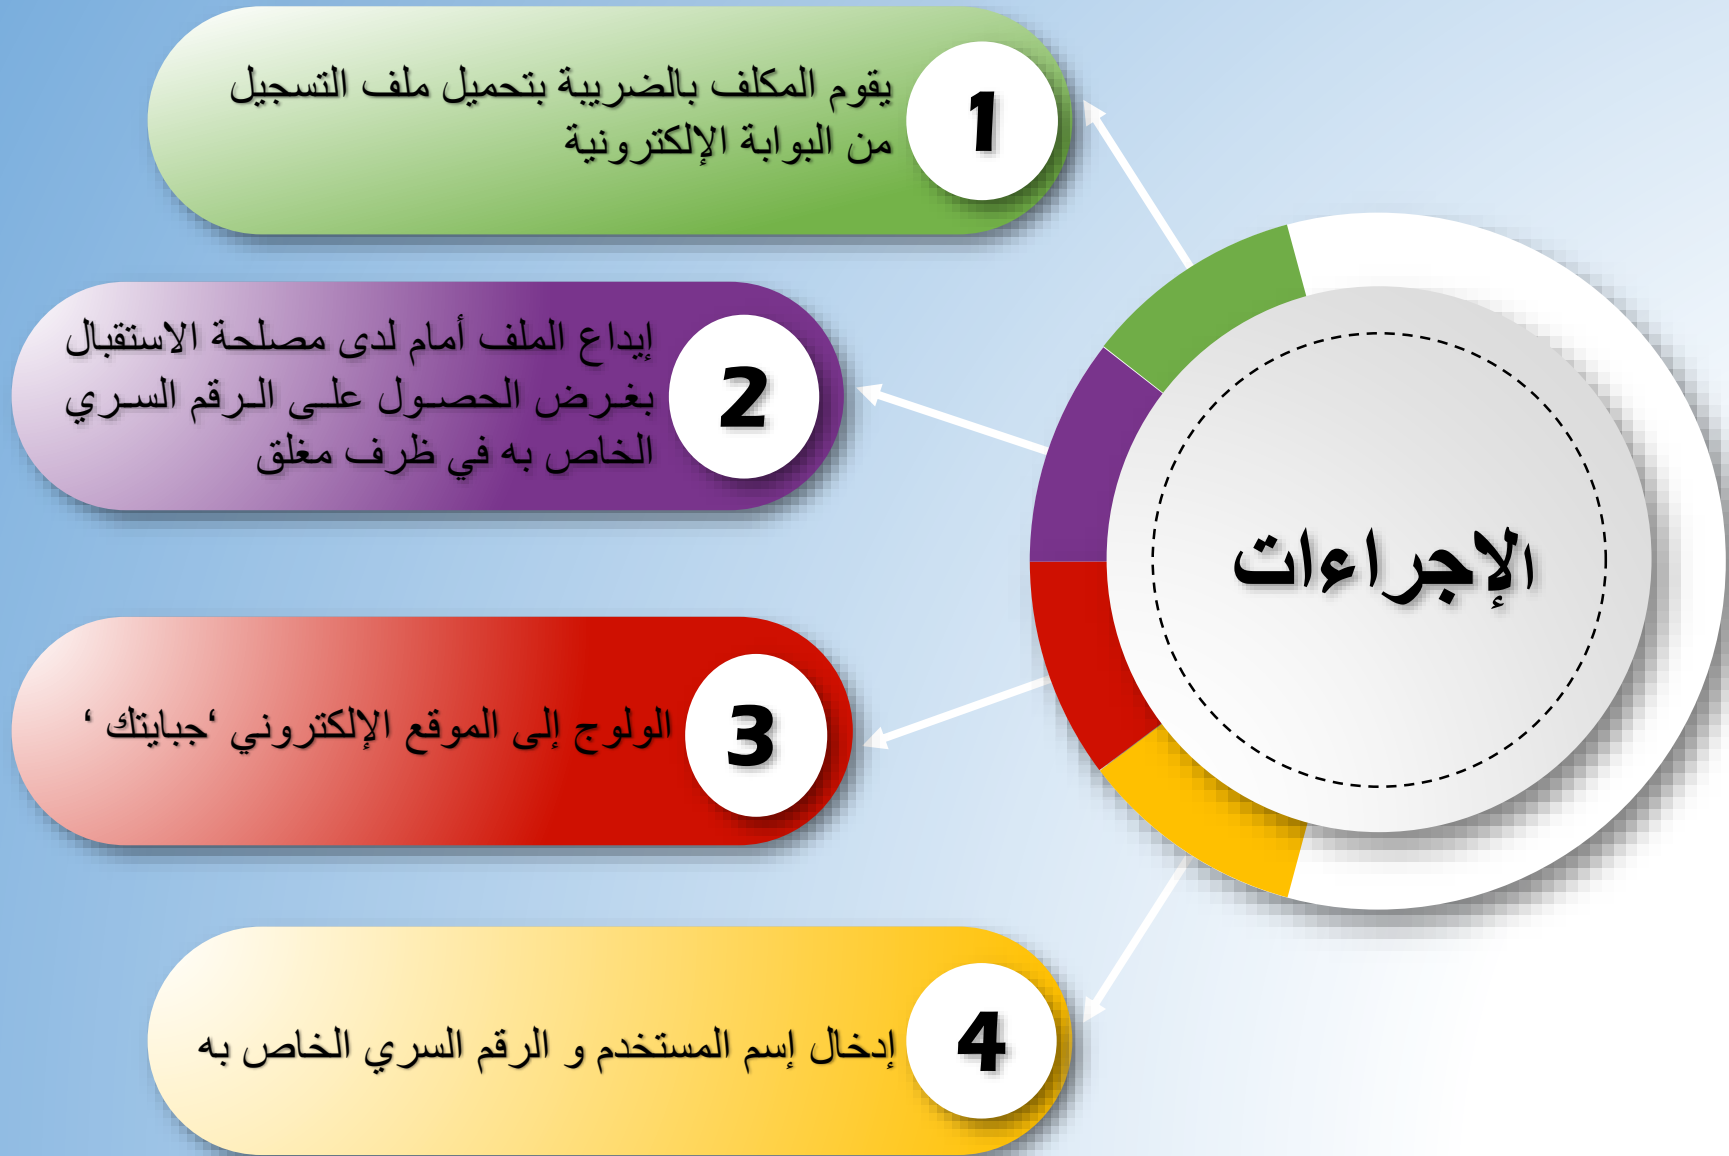 الإجراءات
1
يقوم المكلف بالضريبة بتحميل ملف التسجيل
من البوابة الإلكترونية
2
إيداع الملف أمام لدى مصلحة الاستقبال
بغرض الحصول على الرقم السري
الخاص به في ظرف مغلق
3
الولوج إلى الموقع الإلكتروني ‘جبايتك ‘
4
إدخال إسم المستخدم و الرقم السري الخاص به